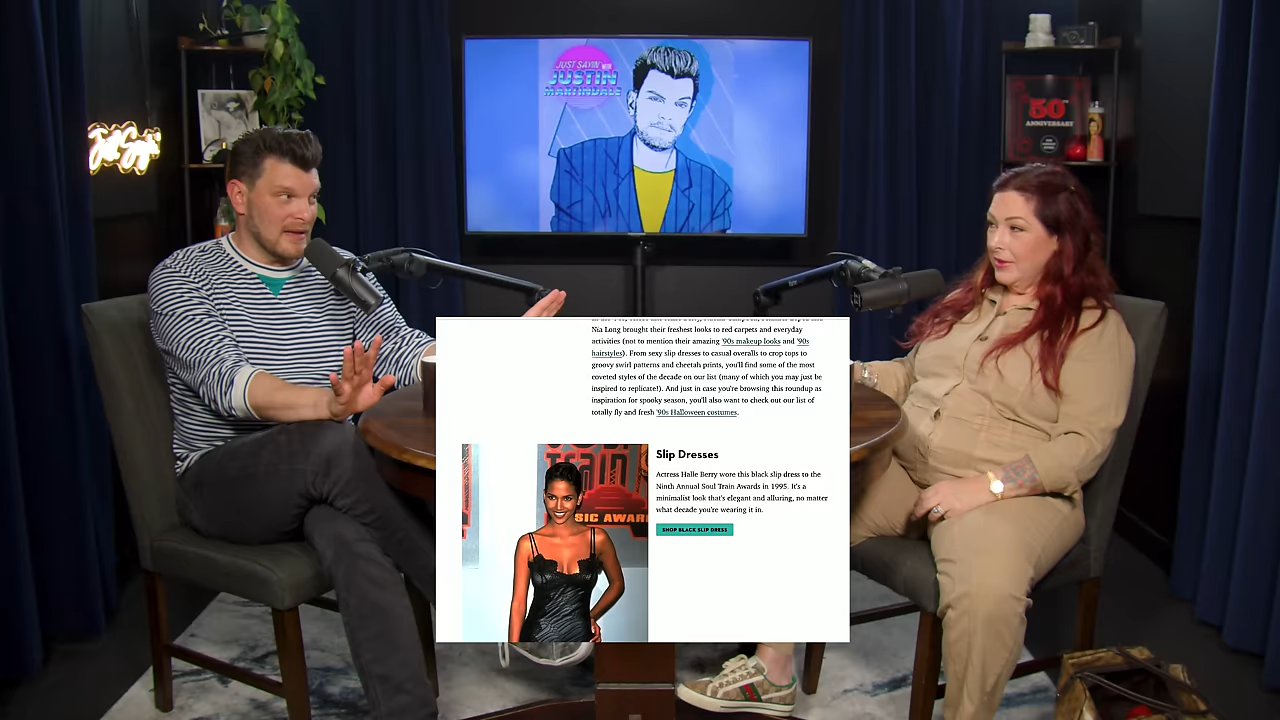 JUST SAYIN' WITH
JUSTIN
MARTINDALE
Just Sayin'
50TH
ANNIVERSARY
Nia Long brought their freshest looks to red carpets and everyday
activities (not to mention their amazing '90s makeup looks and '90s
hairstyles). From sexy slip dresses to casual overalls to crop tops to
groovy swirl patterns and cheetah prints, you'll find some of the most
coveted styles of the decade on our list (many of which you may just be
inspired to replicate!). And just in case you're browsing this roundup as
inspiration for spooky season, you'll also want to check out our list of
totally fly and fresh '90s Halloween costumes.
Train
SIC AWAR
Slip Dresses
Actress Halle Berry wore this black slip dress to the
Ninth Annual Soul Train Awards in 1995. It's a
minimalist look that's elegant and alluring, no matter
what decade you're wearing it in.
SHOP BLACK SLIP DRESS